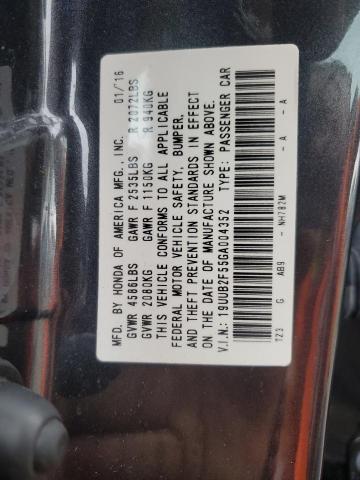 MFD. BY HONDA OF AMERICA MFG., INC. 01/16
GVWR 4586LBS GAWR F 2535LBS R 2072LBS
GVWR 2080KG GAWR F 1150KG R 940KG
THIS VEHICLE CONFORMS TO ALL APPLICABLE
FEDERAL MOTOR VEHICLE SAFETY, BUMPER,
AND THEFT PREVENTION STANDARDS IN EFFECT
ON THE DATE OF MANUFACTURE SHOWN ABOVE.
V.I.N.: 19UUB2F55GA004352 TYPE: PASSENGER CAR
TZ3 G AB9 - NH782M - A - A